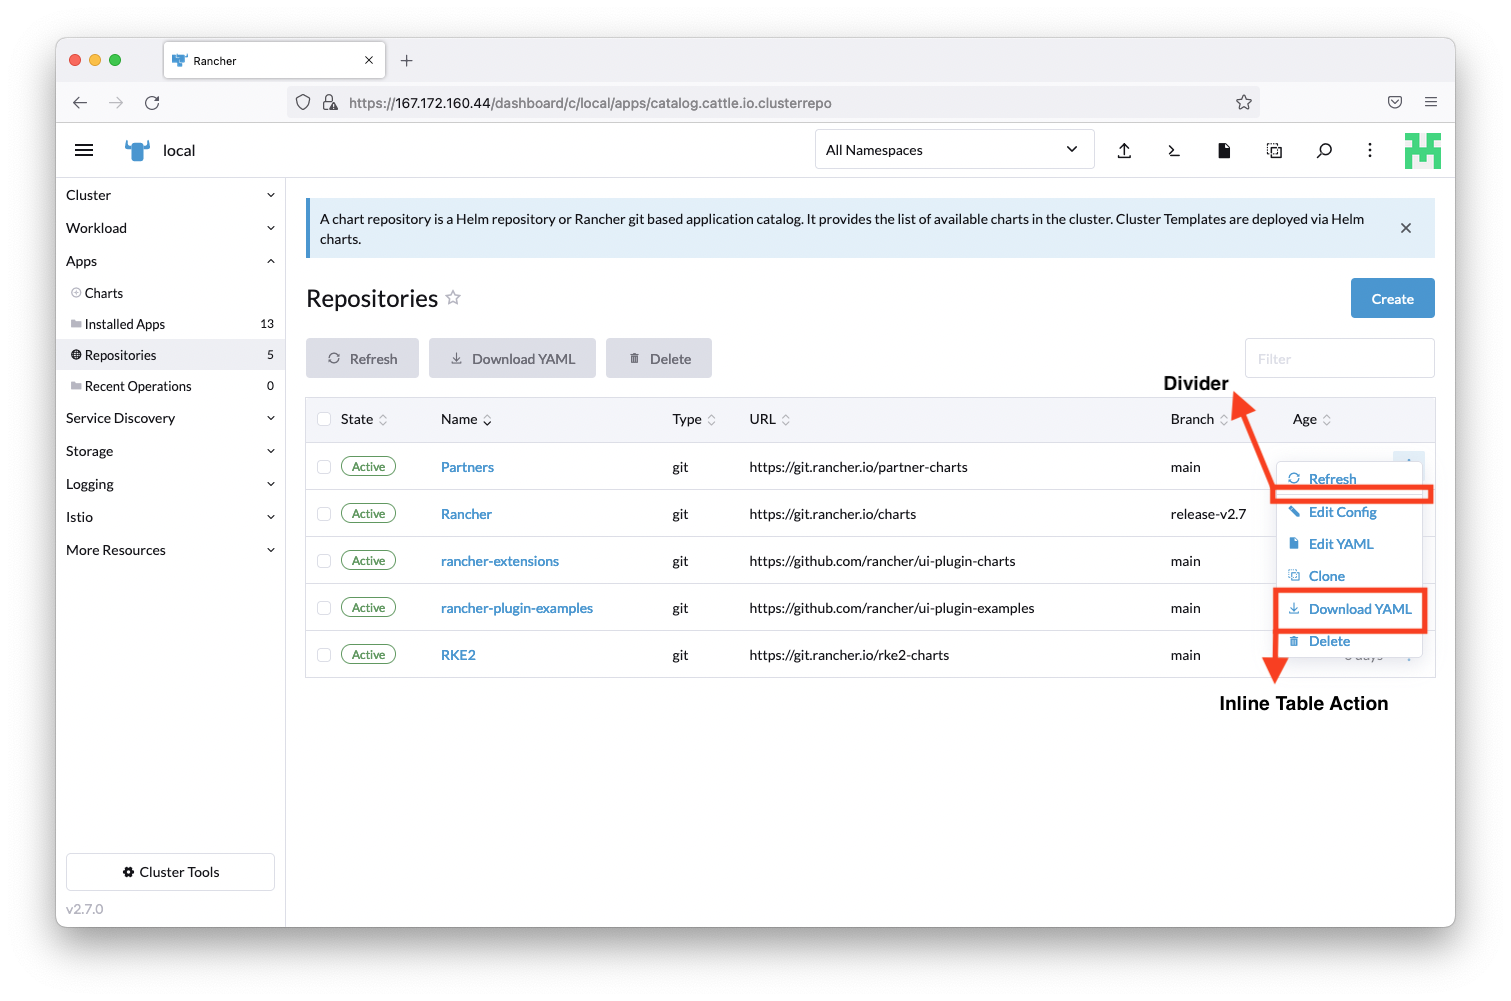 Rancher
https://167.172.160.44/dashboard/c/local/apps/catalog.cattle.io.clusterrepo
local
All Namespaces
Cluster
Workload
Apps
Charts
Installed Apps 13
Repositories 5
Recent Operations 0
Service Discovery
Storage
Logging
Istio
More Resources
Cluster Tools
v2.7.0
A chart repository is a Helm repository or Rancher git based application catalog. It provides the list of available charts in the cluster. Cluster Templates are deployed via Helm
charts.
Repositories
Create
Refresh Download YAML Delete
Filter
Divider
State Name Type URL Branch Age
Active Partners git https://git.rancher.io/partner-charts main
Active Rancher git https://git.rancher.io/charts release-v2.7
Active rancher-extensions git https://github.com/rancher/ui-plugin-charts main
Active rancher-plugin-examples git https://github.com/rancher/ui-plugin-examples main
Active RKE2 git https://git.rancher.io/rke2-charts main
Refresh
Edit Config
Edit YAML
Clone
Download YAML
Delete
days
Inline Table Action